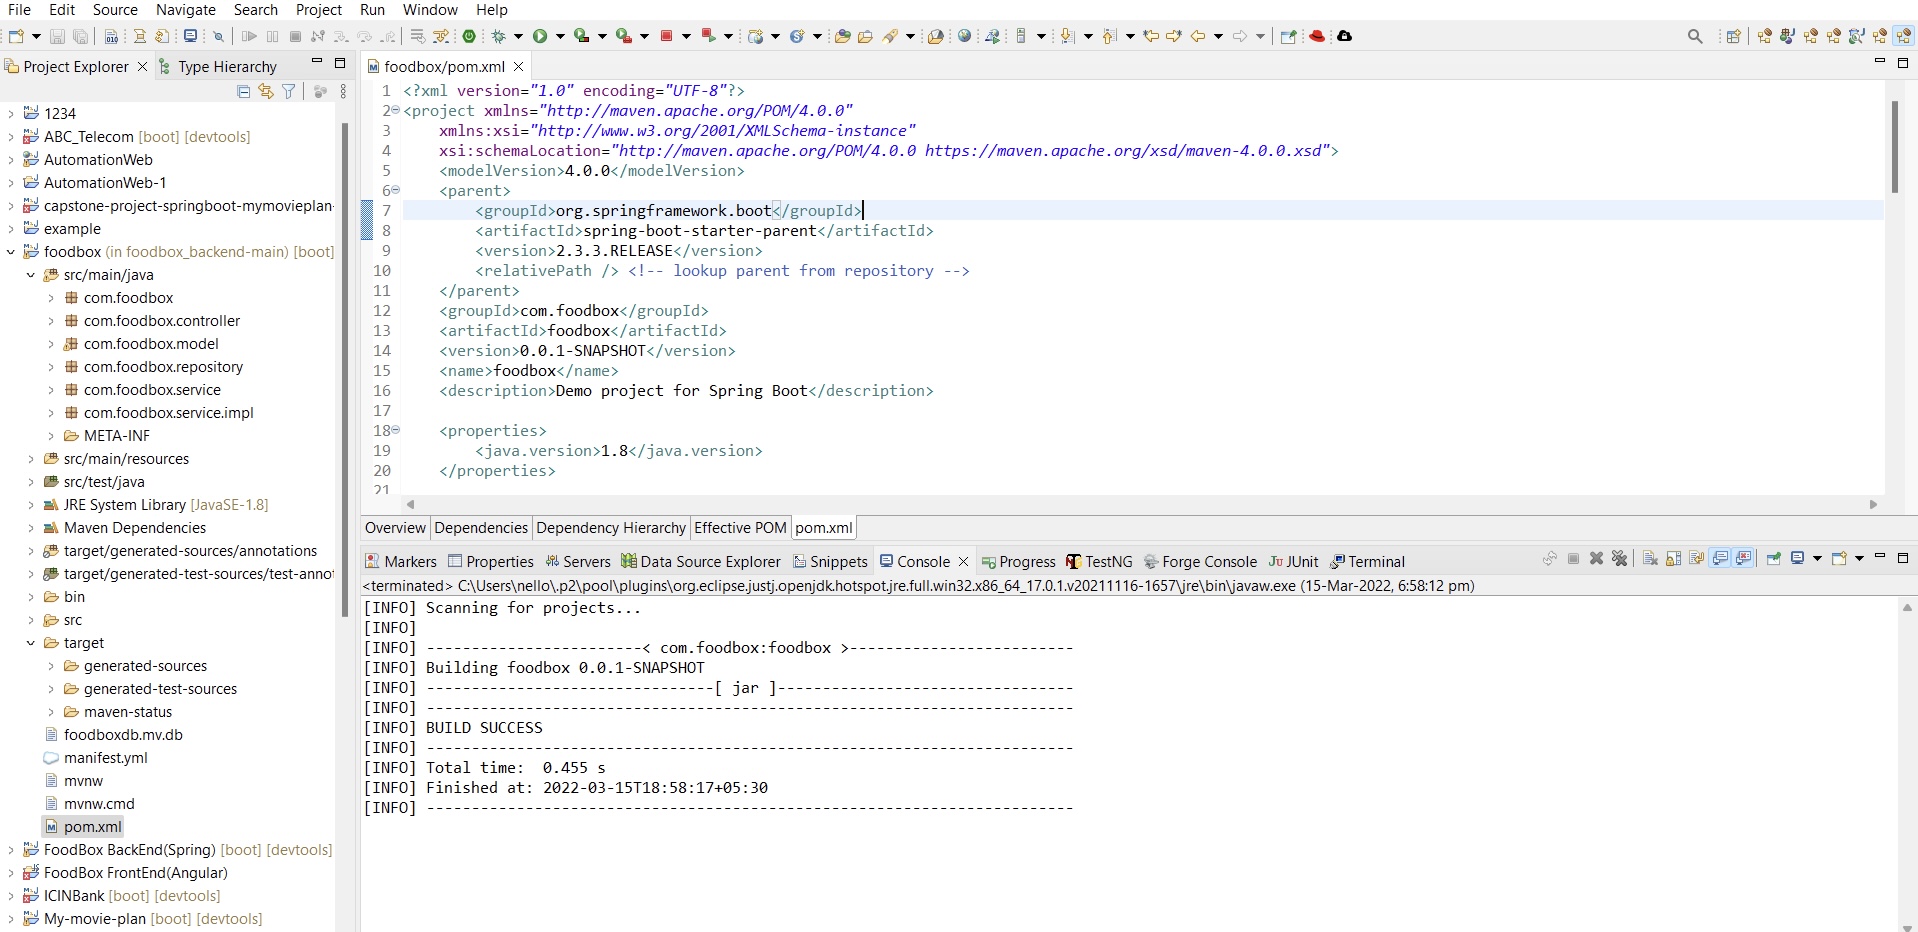 File Edit Source Navigate Search Project Run Window Help
Project Explorer Type Hierarchy
1234
ABC_Telecom [boot] [devtools]
AutomationWeb
AutomationWeb-1
capstone-project-springboot-mymovieplan-
example
foodbox (in foodbox_backend-main) [boot]
src/main/java
com.foodbox
com.foodbox.controller
com.foodbox.model
com.foodbox.repository
com.foodbox.service
com.foodbox.service.impl
META-INF
src/main/resources
src/test/java
JRE System Library [JavaSE-1.8]
Maven Dependencies
target/generated-sources/annotations
target/generated-test-sources/test-annot
bin
src
target
generated-sources
generated-test-sources
maven-status
foodboxdb.mv.db
manifest.yml
mvnw
mvnw.cmd
pom.xml
FoodBox BackEnd(Spring) [boot] [devtools]
FoodBox FrontEnd(Angular)
ICINBank [boot] [devtools]
My-movie-plan [boot] [devtools]
foodbox/pom.xml
1 <?xml version="1.0" encoding="UTF-8"?>
2 <project xmlns="http://maven.apache.org/POM/4.0.0"
3 xmlns:xsi="http://www.w3.org/2001/XMLSchema-instance"
4 xsi:schemaLocation="http://maven.apache.org/POM/4.0.0 https://maven.apache.org/xsd/maven-4.0.0.xsd">
5 <modelVersion>4.0.0</modelVersion>
6 <parent>
7 <groupId>org.springframework.boot</groupId>
8 <artifactId>spring-boot-starter-parent</artifactId>
9 <version>2.3.3.RELEASE</version>
10 <relativePath /> <!-- lookup parent from repository -->
11 </parent>
12 <groupId>com.foodbox</groupId>
13 <artifactId>foodbox</artifactId>
14 <version>0.0.1-SNAPSHOT</version>
15 <name>foodbox</name>
16 <description>Demo project for Spring Boot</description>
17
18 <properties>
19 <java.version>1.8</java.version>
20 </properties>
21
Overview Dependencies Dependency Hierarchy Effective POM pom.xml
Markers Properties Servers Data Source Explorer Snippets Console Progress TestNG Forge Console JUnit Terminal
<terminated> C:\Users\nello\.p2\pool\plugins\org.eclipse.justj.openjdk.hotspot.jre.full.win32.x86_64_17.0.1.v20211116-1657\jre\bin\javaw.exe (15-Mar-2022, 6:58:12 pm)
[INFO] Scanning for projects...
[INFO]
[INFO] ------------------------< com.foodbox:foodbox >-------------------------
[INFO] Building foodbox 0.0.1-SNAPSHOT
[INFO] --------------------------------[ jar ]---------------------------------
[INFO] ------------------------------------------------------------------------
[INFO] BUILD SUCCESS
[INFO] ------------------------------------------------------------------------
[INFO] Total time:  0.455 s
[INFO] Finished at: 2022-03-15T18:58:17+05:30
[INFO] ------------------------------------------------------------------------